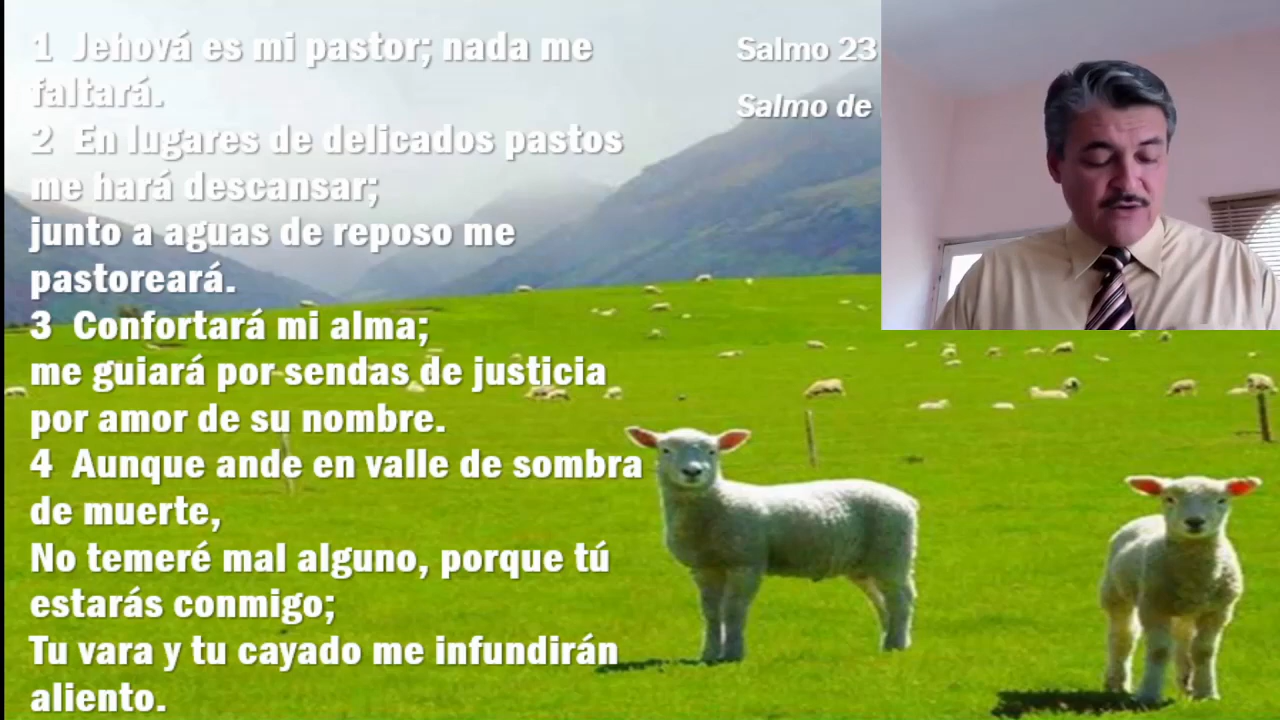 1 Jehová es mi pastor; nada me
faltará.
2 En lugares de delicados pastos
me hará descansar;
junto a aguas de reposo me
pastoreará.
3 Confortará mi alma;
me guiará por sendas de justicia
por amor de su nombre.
4 Aunque ande en valle de sombra
de muerte,
No temeré mal alguno, porque tú
estarás conmigo;
Tu vara y tu cayado me infundirán
aliento.
Salmo 23
Salmo de